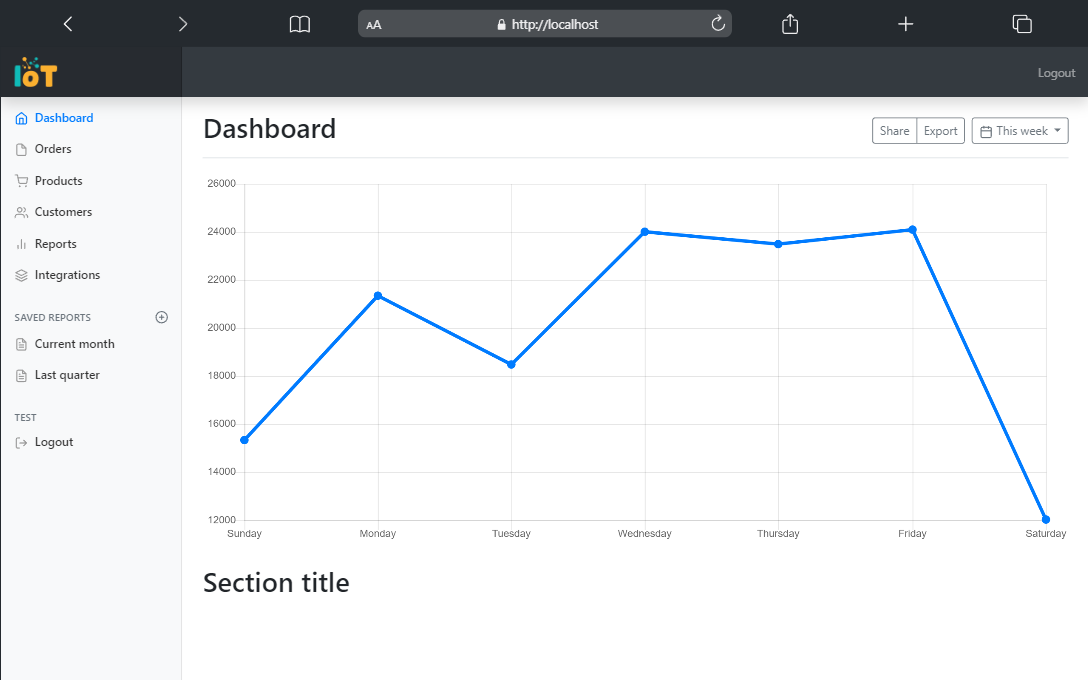 AA http://localhost
IoT
Logout
Dashboard
Orders
Products
Customers
Reports
Integrations
SAVED REPORTS
Current month
Last quarter
TEST
Logout
Dashboard
Share Export This week
26000
24000
22000
20000
18000
16000
14000
12000
Sunday Monday Tuesday Wednesday Thursday Friday Saturday
Section title